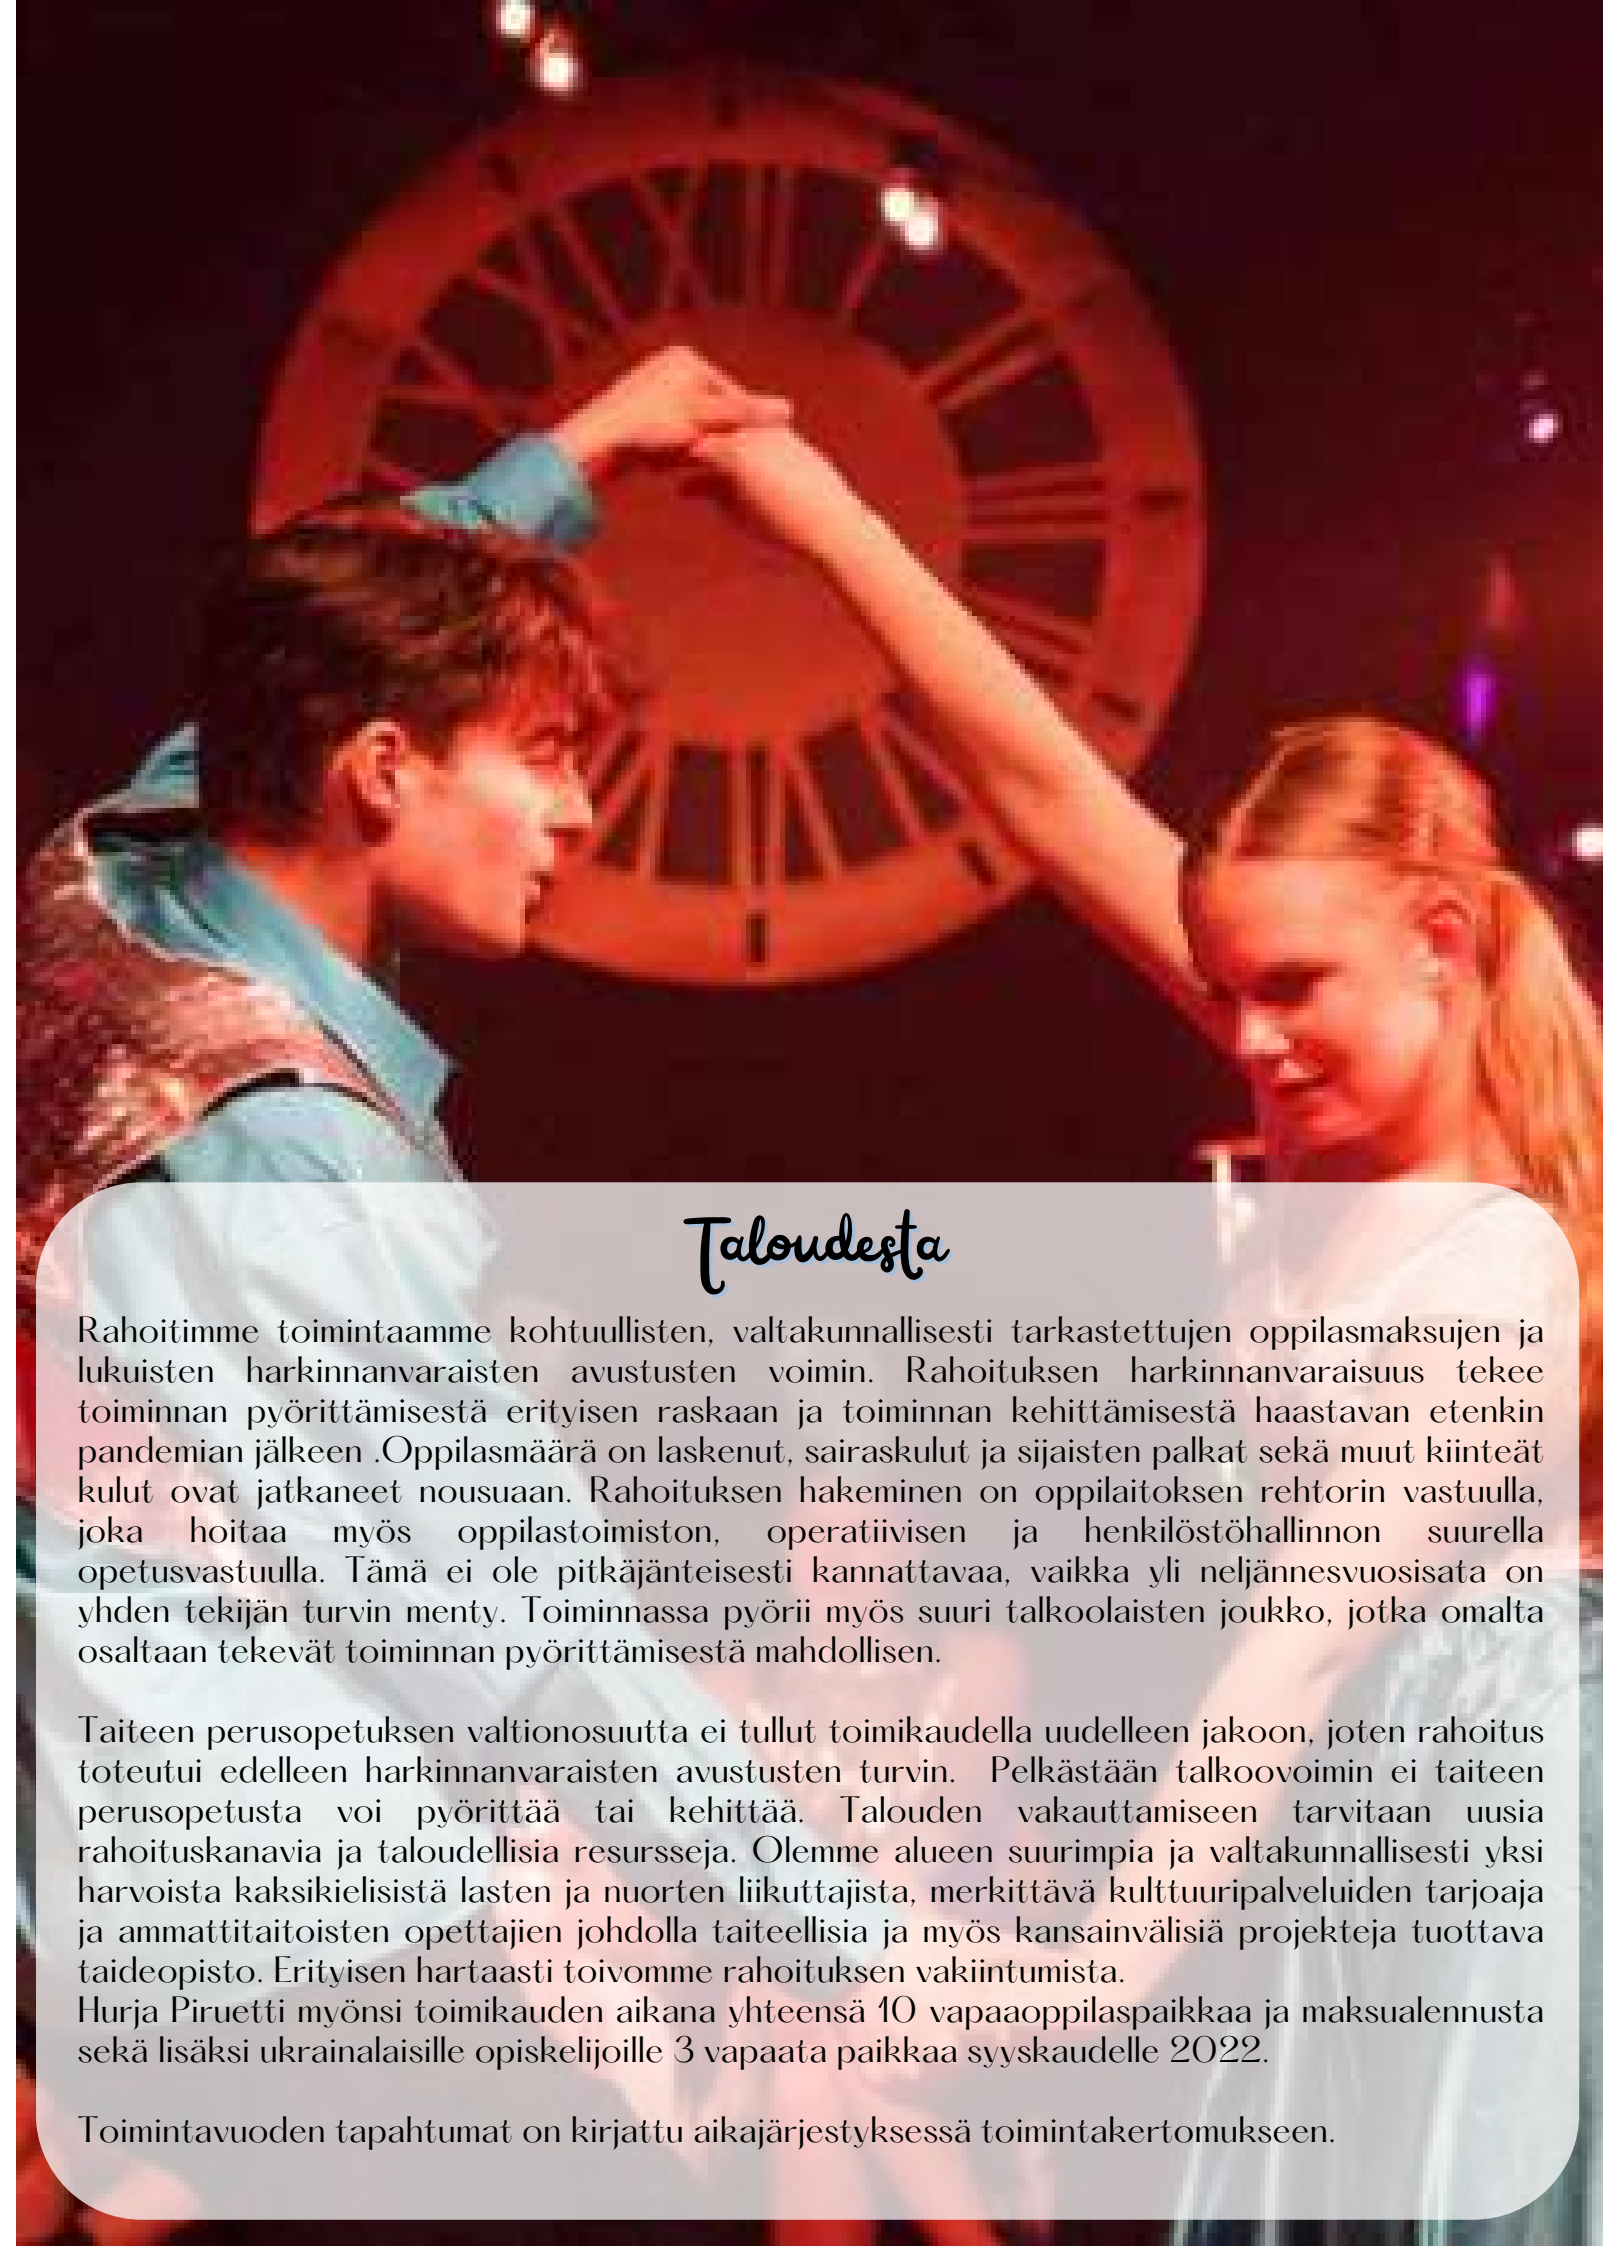 Taloudesta
Rahoitimme toimintaamme kohtuullisten, valtakunnallisesti tarkastettujen oppilasmaksujen ja
lukuisten harkinnanvaraisten avustusten voimin. Rahoituksen harkinnanvaraisuus tekee
toiminnan pyörittämisestä erityisen raskaan ja toiminnan kehittämisestä haastavan etenkin
pandemian jälkeen .Oppilasmäärä on laskenut, sairaskulut ja sijaisten palkat sekä muut kiinteät
kulut ovat jatkaneet nousuaan. Rahoituksen hakeminen on oppilaitoksen rehtorin vastuulla,
joka hoitaa myös oppilastoimiston, operatiivisen ja henkilöstöhallinnon suurella
opetusvastuulla. Tämä ei ole pitkäjänteisesti kannattavaa, vaikka yli neljännesvuosisata on
yhden tekijän turvin menty. Toiminnassa pyörii myös suuri talkoolaisten joukko, jotka omalta
osaltaan tekevät toiminnan pyörittämisestä mahdollisen.
Taiteen perusopetuksen valtionosuutta ei tullut toimikaudella uudelleen jakoon, joten rahoitus
toteutui edelleen harkinnanvaraisten avustusten turvin. Pelkästään talkoovoimin ei taiteen
perusopetusta voi pyörittää tai kehittää. Talouden vakauttamiseen tarvitaan uusia
rahoituskanavia ja taloudellisia resursseja. Olemme alueen suurimpia ja valtakunnallisesti yksi
harvoista kaksikielisistä lasten ja nuorten liikuttajista, merkittävä kulttuuripalveluiden tarjoaja
ja ammattitaitoisten opettajien johdolla taiteellisia ja myös kansainvälisiä projekteja tuottava
taideopisto. Erityisen hartaasti toivomme rahoituksen vakiintumista.
Hurja Piruetti myönsi toimikauden aikana yhteensä 10 vapaaoppilaspaikkaa ja maksualennusta
sekä lisäksi ukrainalaisille opiskelijoille 3 vapaata paikkaa syyskaudelle 2022.
Toimintavuoden tapahtumat on kirjattu aikajärjestyksessä toimintakertomukseen.